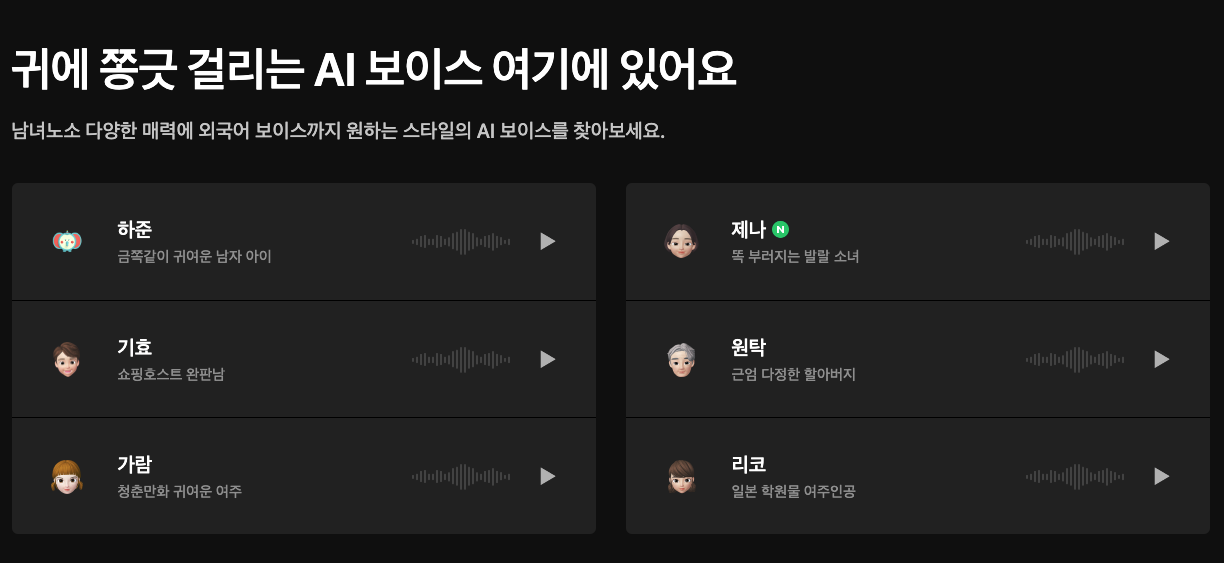 귀에 쫑긋 걸리는 AI 보이스 여기에 있어요
남녀노소 다양한 매력에 외국어 보이스까지 원하는 스타일의 AI 보이스를 찾아보세요.
하준
금쪽같이 귀여운 남자 아이
제나 N
똑 부러지는 발랄 소녀
기효
쇼핑호스트 완판남
원탁
근엄 다정한 할아버지
가람
청춘만화 귀여운 여주
리코
일본 학원물 여주인공